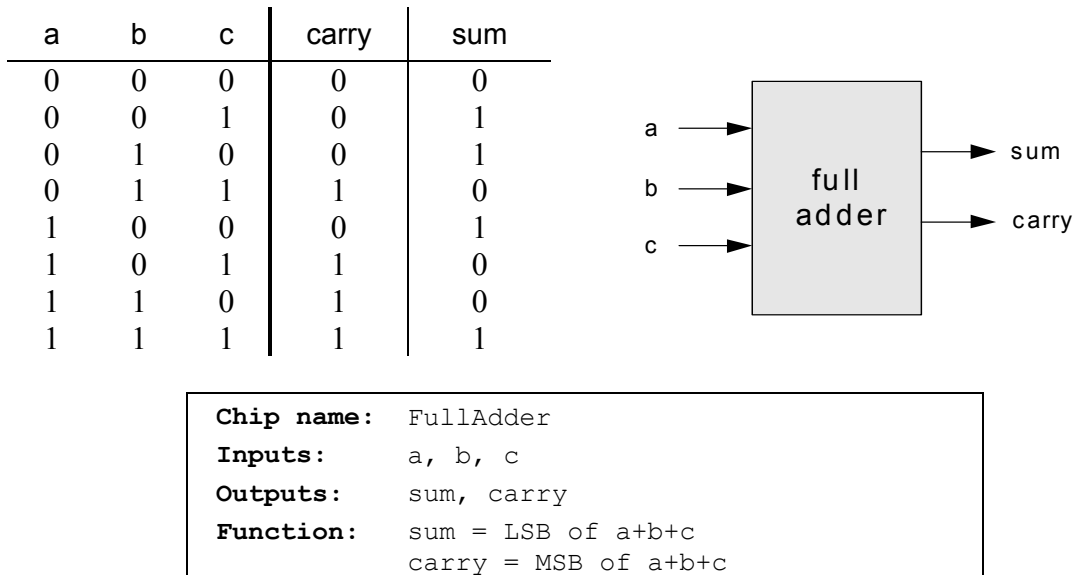 a b c carry sum
0 0 0 0 0
0 0 1 0 1
0 1 0 0 1
0 1 1 1 0
1 0 0 0 1
1 0 1 1 0
1 1 0 1 0
1 1 1 1 1
a
b
c
full
adder
sum
carry
Chip name: FullAdder
Inputs: a, b, c
Outputs: sum, carry
Function: sum = LSB of a+b+c
carry = MSB of a+b+c